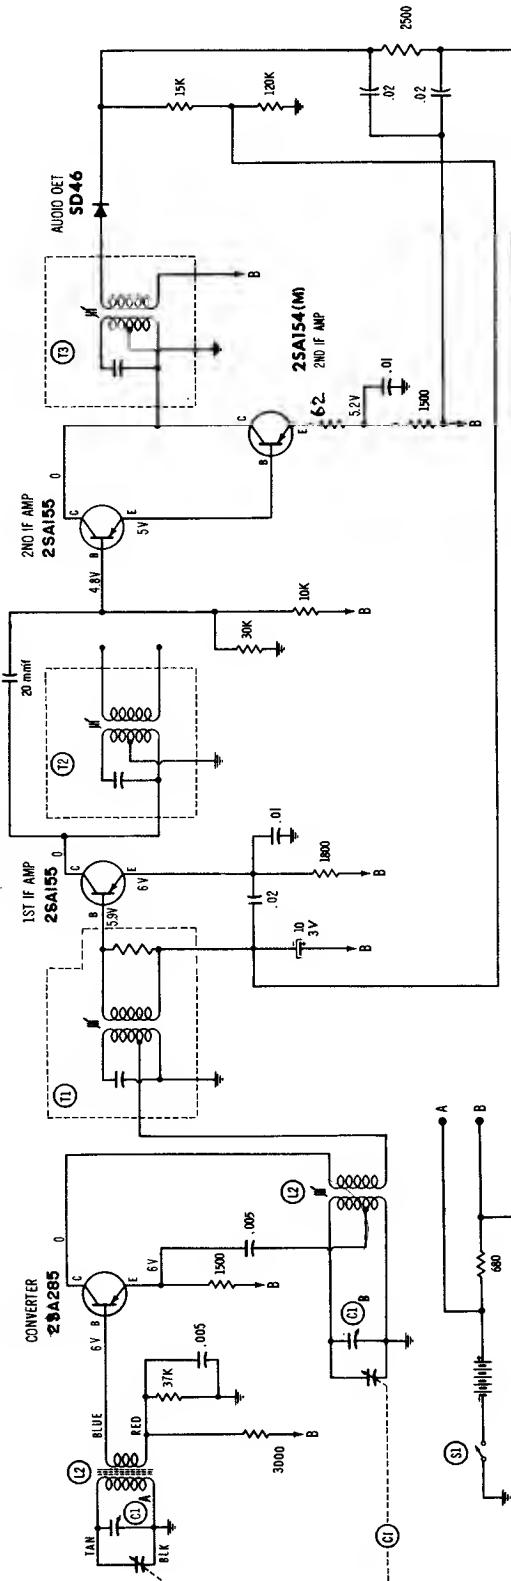 CONVERTER
2SA285
1ST IF AMP
2SA155
2ND IF AMP
2SA155
2SA154(M)
2ND IF AMP
AUDIO DET
SD46
TAN
BLK
BLUE
RED
L2
C1
A
6V
B
C
E
0
6V
37K
.005
3000
B
1500
B
.005
L2
C1
B
C1
T1
B
5.9V
C
0
E
6V
.01
.02
1800
B
10
3V
B
T2
20 mmf
30K
10K
B
4.8V
B
C
0
E
5V
B
C
E
62
5.2V
.01
1500
B
T3
B
15K
120K
.02
.02
2500
S1
680
A
B